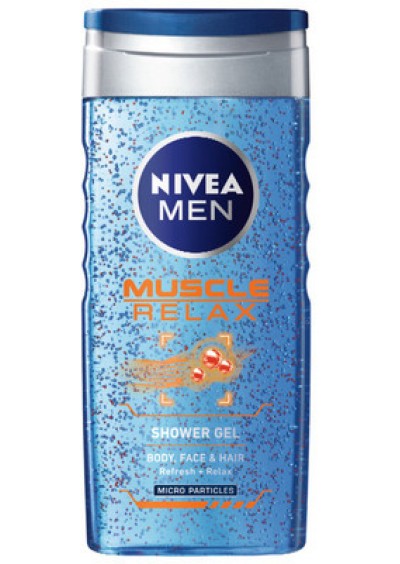 NIVEA
MEN
MUSCLE
RELAX
SHOWER GEL
BODY, FACE & HAIR
Refresh + Relax
MICRO PARTICLES